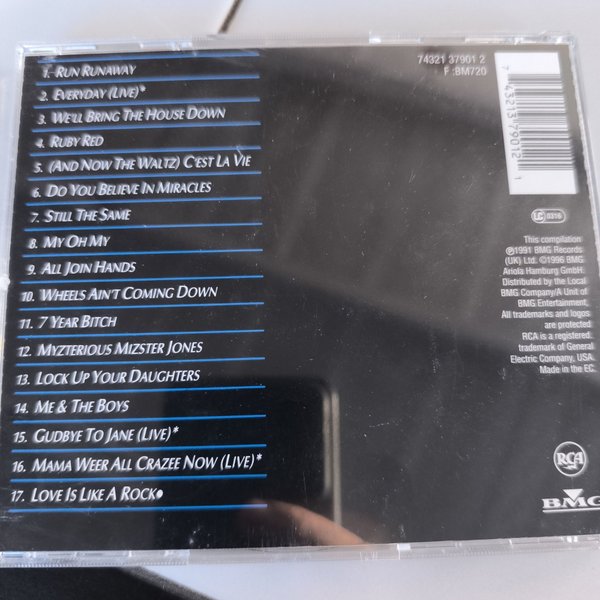 1. RUN RUNAWAY
2. EVERYDAY (LIVE)*
3. WE'LL BRING THE HOUSE DOWN
4. RUBY RED
5. (AND NOW THE WALTZ) C'EST LA VIE
6. DO YOU BELIEVE IN MIRACLES
7. STILL THE SAME
8. MY OH MY
9. ALL JOIN HANDS
10. WHEELS AIN'T COMING DOWN
11. 7 YEAR BITCH
12. MYZTERIOUS MIZSTER JONES
13. LOCK UP YOUR DAUGHTERS
14. ME & THE BOYS
15. GUDBYE TO JANE (LIVE)*
16. MAMA WEER ALL CRAZEE NOW (LIVE)*
17. LOVE IS LIKE A ROCK●
74321 37901 2
F :BM720
7 43213 79012 1
LC 0316
This compilation
℗1991 BMG Records
(UK) Ltd. ©1996 BMG
Ariola Hamburg GmbH.
Distributed by the Local
BMG Company/A Unit of
BMG Entertainment,
All trademarks and logos
are protected.
RCA is a registered
trademark of General
Electric Company, USA.
Made in the EC.
RCA
BMG